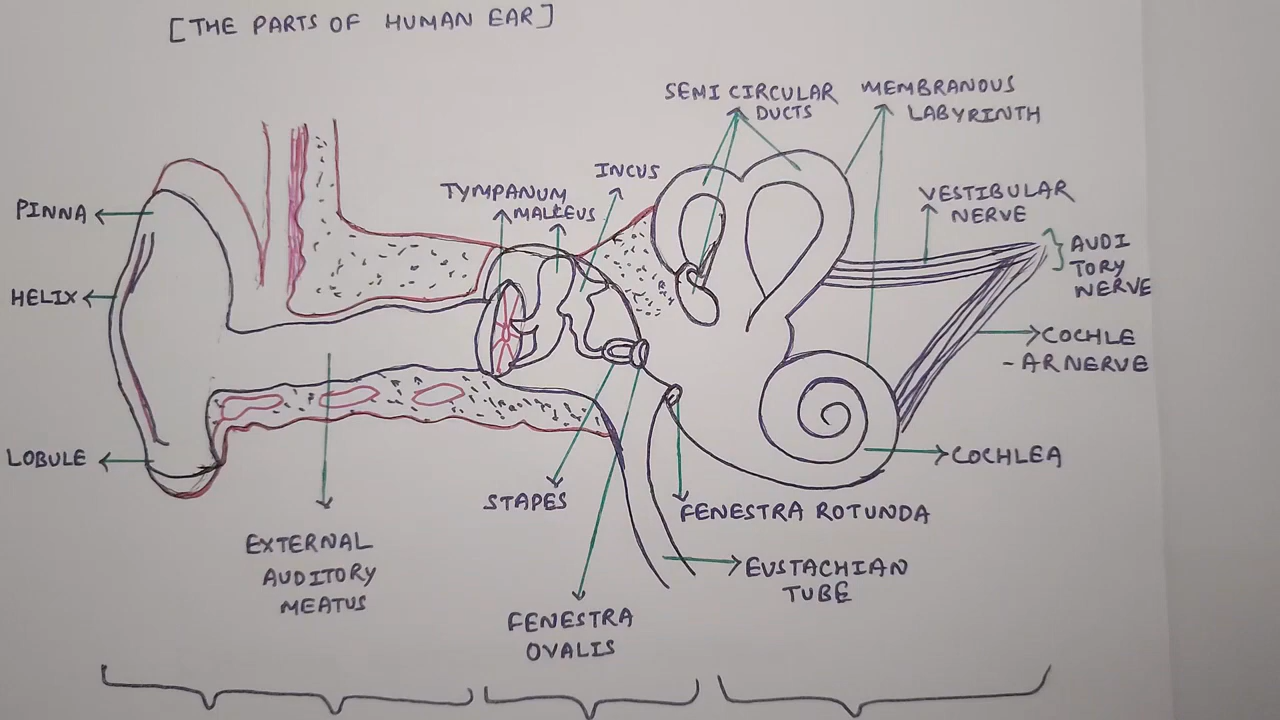 [THE PARTS OF HUMAN EAR]
SEMI CIRCULAR
DUCTS
MEMBRANOUS
LABYRINTH
INCUS
TYMPANUM
MALLEUS
VESTIBULAR
NERVE
PINNA
AUDI
TORY
NERVE
HELIX
COCHLE
-AR NERVE
LOBULE
COCHLEA
STAPES
FENESTRA ROTUNDA
EXTERNAL
AUDITORY
MEATUS
EUSTACHIAN
TUBE
FENESTRA
OVALIS